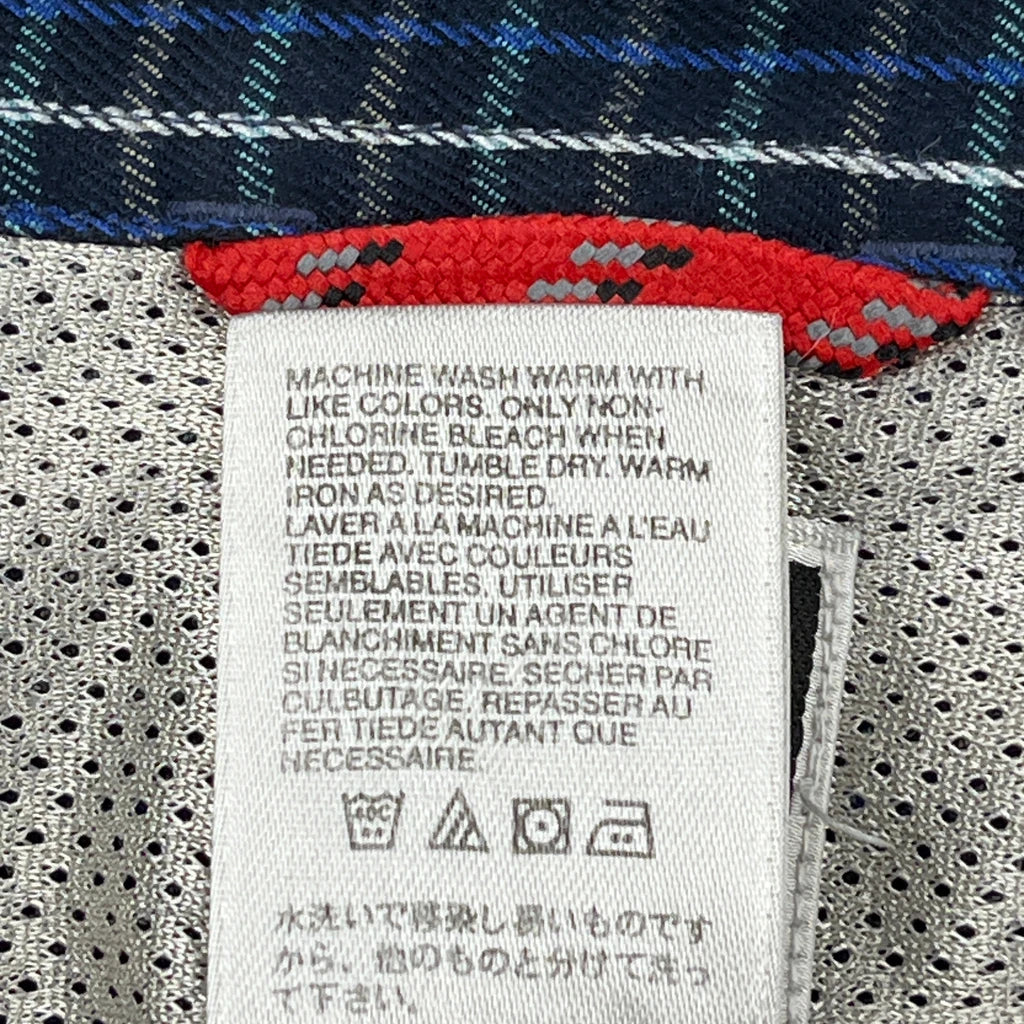 MACHINE WASH WARM WITH
LIKE COLORS. ONLY NON-
CHLORINE BLEACH WHEN
NEEDED. TUMBLE DRY. WARM
IRON AS DESIRED.
LAVER A LA MACHINE A L'EAU
TIEDE AVEC COULEURS
SEMBLABLES. UTILISER
SEULEMENT UN AGENT DE
BLANCHIMENT SANS CHLORE
SI NECESSAIRE. SECHER PAR
CULBUTAGE. REPASSER AU
FER TIEDE AUTANT QUE
NECESSAIRE.
40C
水洗いで移染し易いものです
から、他のものと分けて洗っ
て下さい。